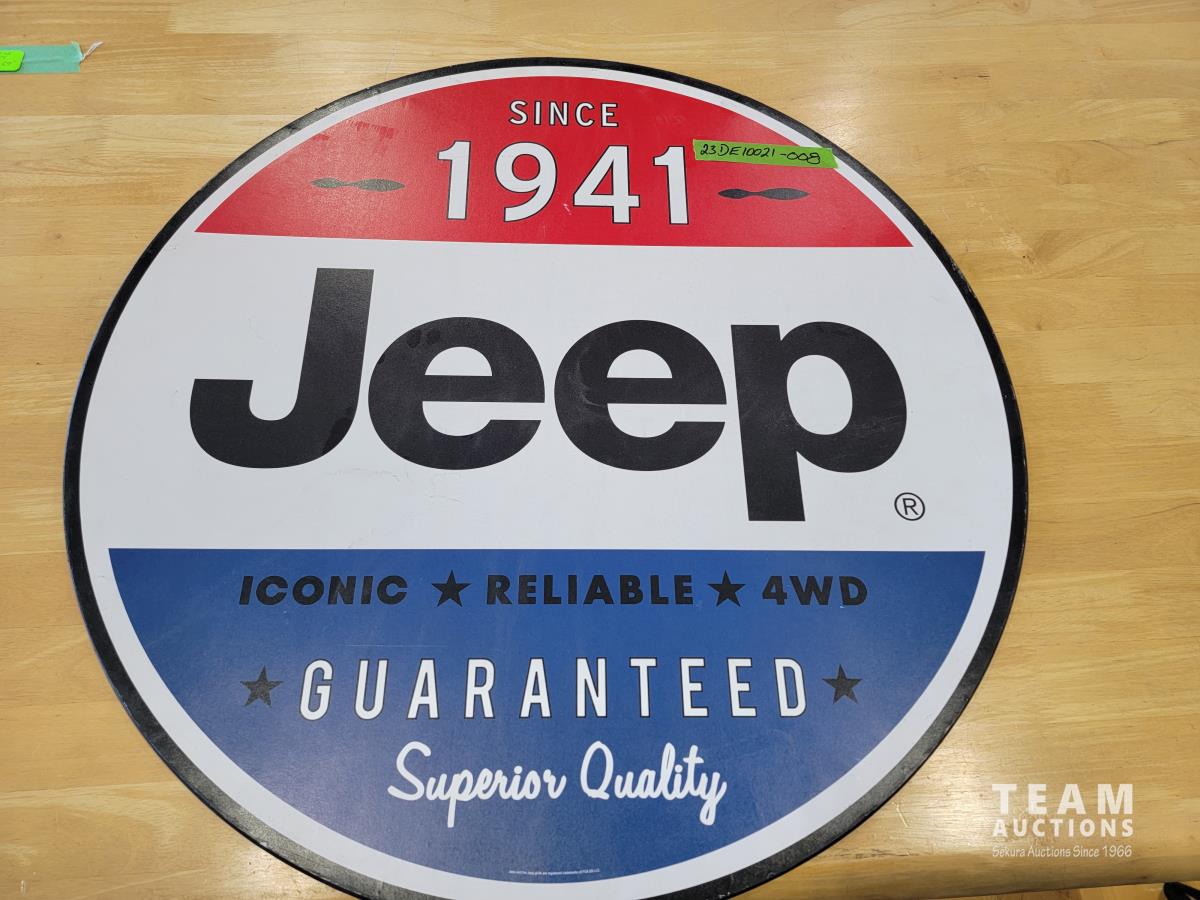 SINCE
1941
23DE10021-008
Jeep
®
ICONIC ★ RELIABLE ★ 4WD
★ GUARANTEED ★
Superior Quality
TEAM
AUCTIONS
Sekura Auctions Since 1966